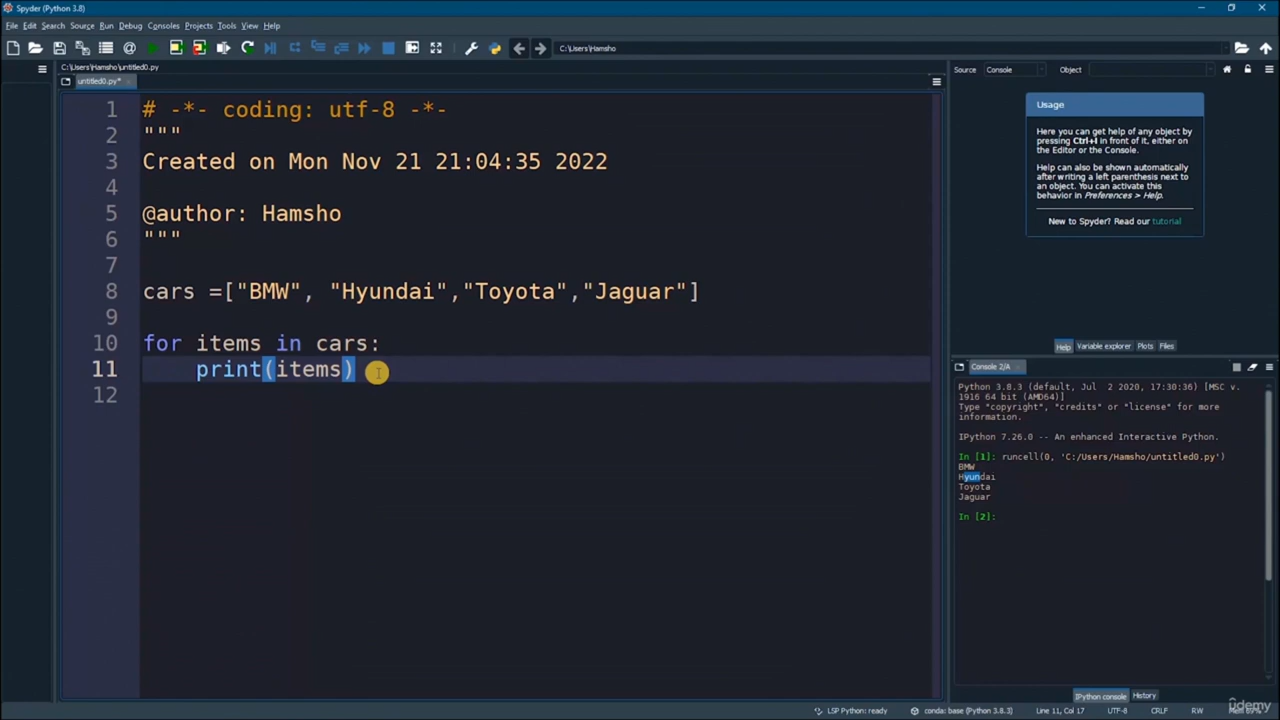 Spyder (Python 3.8)
File Edit Search Source Run Debug Consoles Projects Tools View Help
C:\Users\Hamsho
C:\Users\Hamsho\untitled0.py
untitled0.py*
1 # -*- coding: utf-8 -*-
2 """
3 Created on Mon Nov 21 21:04:35 2022
4
5 @author: Hamsho
6 """
7
8 cars =["BMW", "Hyundai","Toyota","Jaguar"]
9
10 for items in cars:
11 print(items)
12
Source Console Object
Usage
Here you can get help of any object by
pressing Ctrl+I in front of it, either on
the Editor or the Console.
Help can also be shown automatically
after writing a left parenthesis next to
an object. You can activate this
behavior in Preferences > Help.
New to Spyder? Read our tutorial
Help Variable explorer Plots Files
Console 2/A
Python 3.8.3 (default, Jul 2 2020, 17:30:36) [MSC v.
1916 64 bit (AMD64)]
Type "copyright", "credits" or "license" for more
information.
IPython 7.26.0 -- An enhanced Interactive Python.
In [1]: runcell(0, 'C:/Users/Hamsho/untitled0.py')
BMW
Hyundai
Toyota
Jaguar
In [2]:
IPython console History
LSP Python: ready conda: base (Python 3.8.3) Line 11, Col 17 UTF-8 CRLF RW
udemy